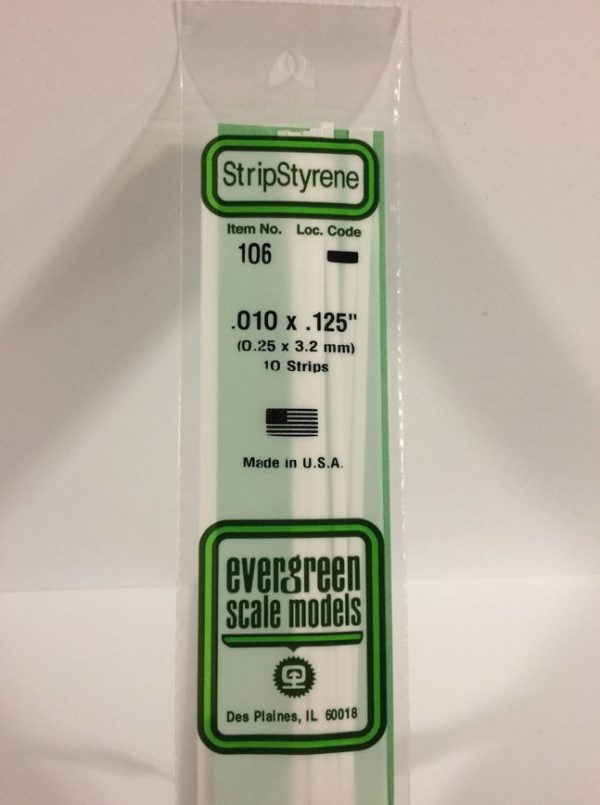 StripStyrene
Item No. Loc. Code
106
.010 x .125"
(0.25 x 3.2 mm)
10 Strips
Made in U.S.A.
evergreen
scale models
Des Plaines, IL 60018